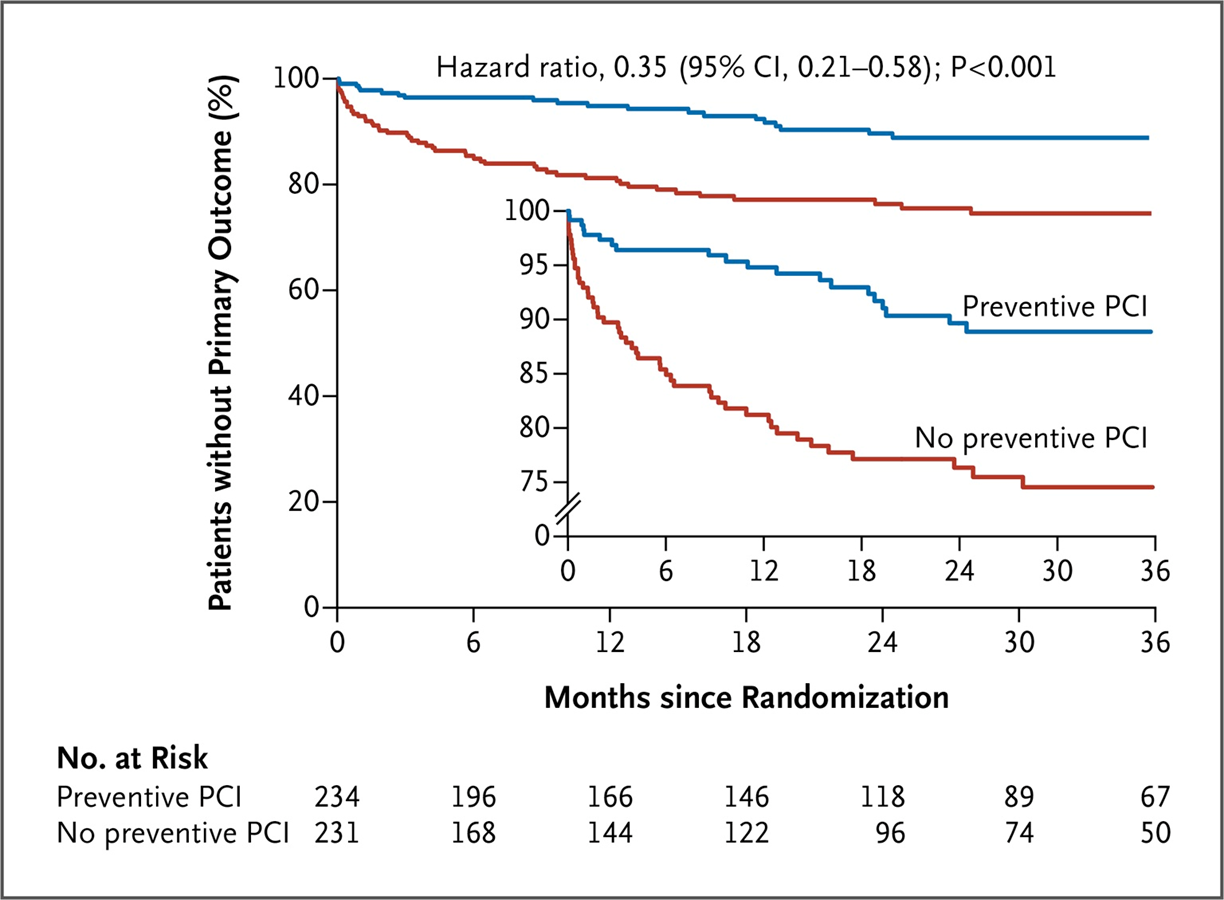 Hazard ratio, 0.35 (95% CI, 0.21–0.58); P<0.001
Patients without Primary Outcome (%)
100
80
60
40
20
0
100
95
90
85
80
75
0
Preventive PCI
No preventive PCI
0 6 12 18 24 30 36
0 6 12 18 24 30 36
Months since Randomization
No. at Risk
Preventive PCI 234 196 166 146 118 89 67
No preventive PCI 231 168 144 122 96 74 50